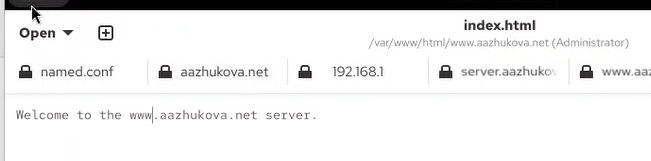 index.html
Open
/var/www/html/www.aazhukova.net (Administrator)
named.conf aazhukova.net 192.168.1 server.aazhukov www.aa
Welcome to the www.aazhukova.net server.